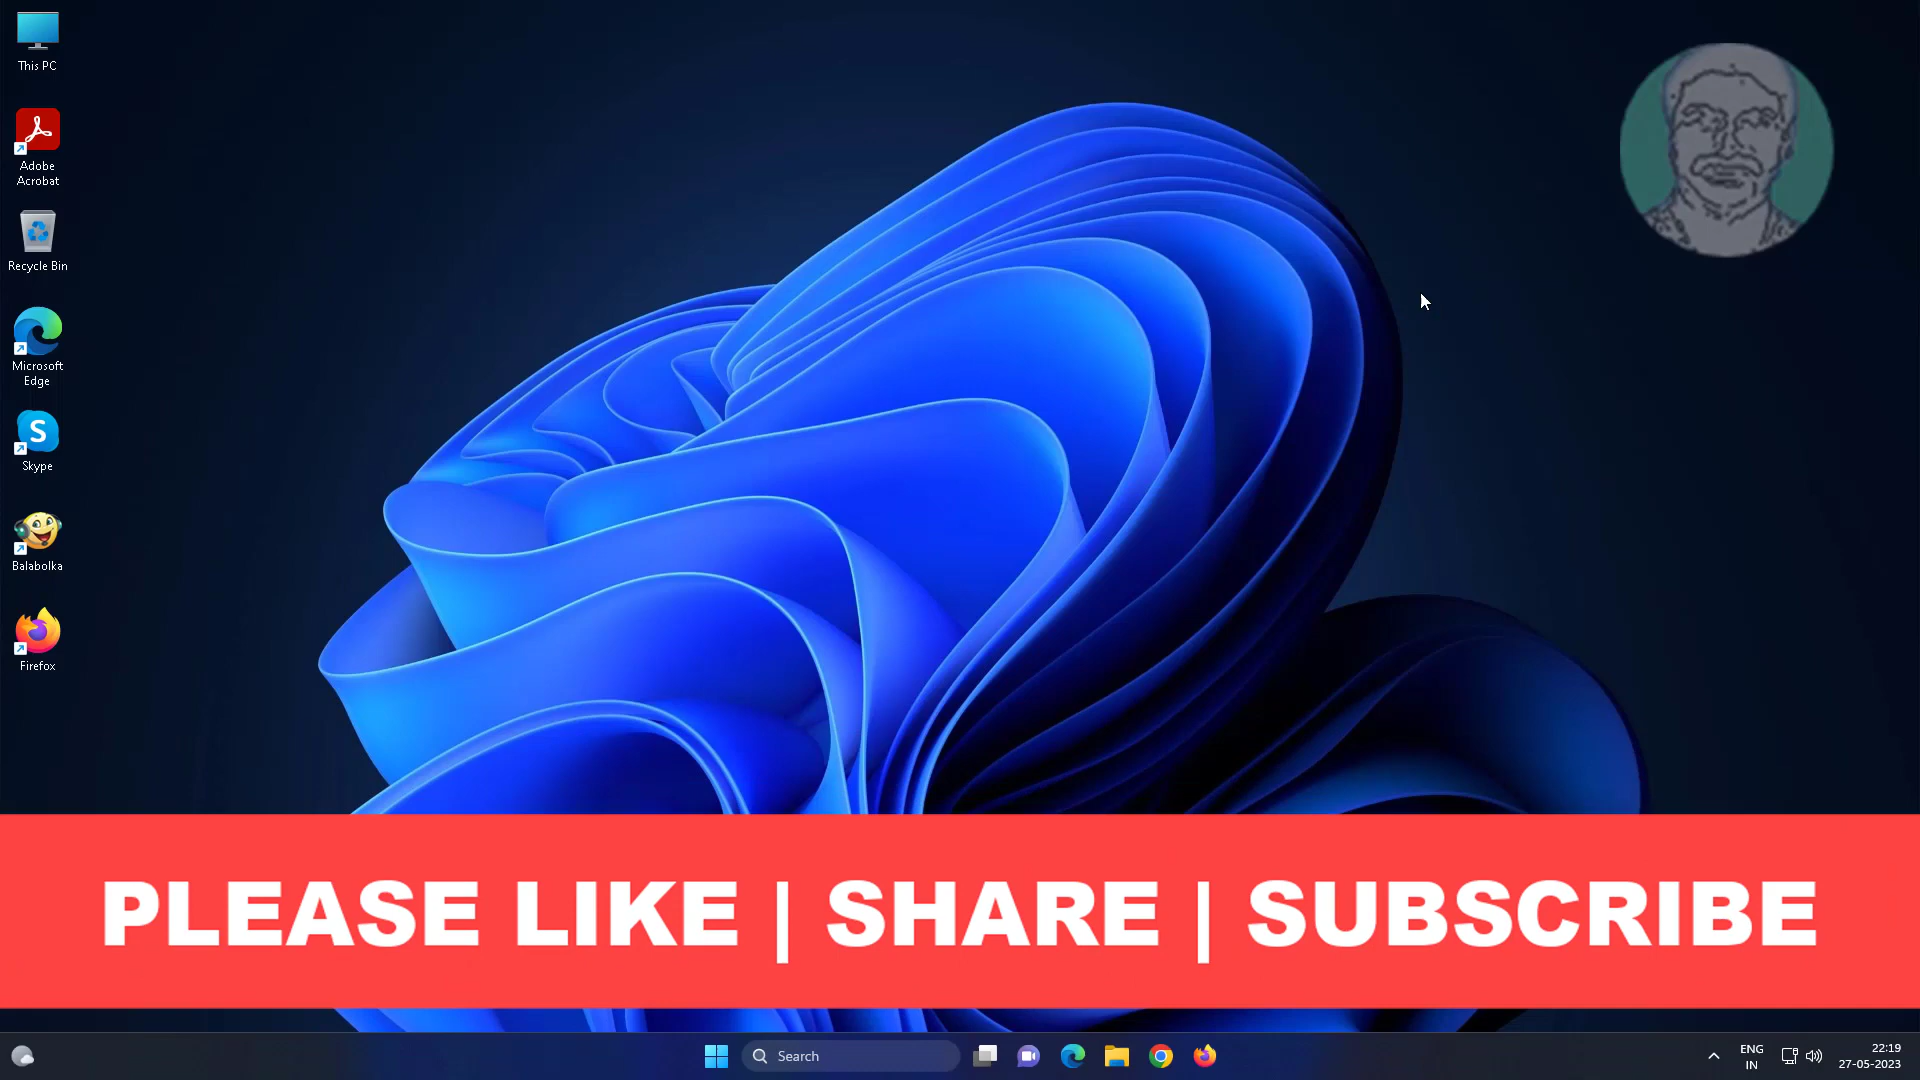 This PC
Adobe
Acrobat
Recycle Bin
Microsoft
Edge
S
Skype
Balabolka
Firefox
PLEASE LIKE | SHARE | SUBSCRIBE
Search
ENG
IN
22:19
27-05-2023